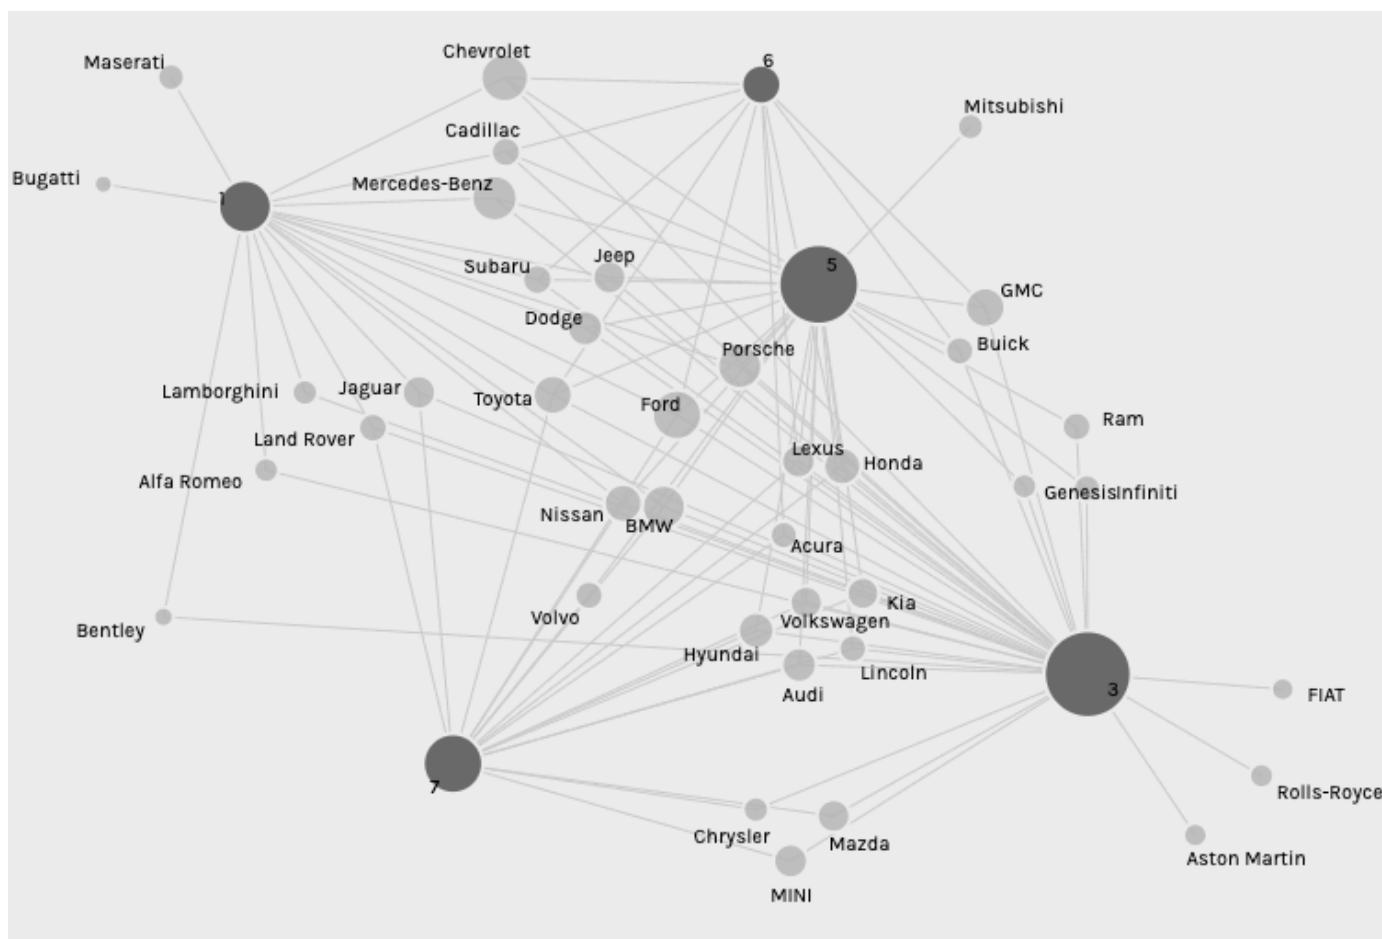 Chevrolet
6
Maserati
Mitsubishi
Cadillac
Bugatti
Mercedes-Benz
Jeep
Subaru
5
GMC
Dodge
Buick
Porsche
Lamborghini
Jaguar
Toyota
Ford
Ram
Land Rover
Lexus
Honda
Alfa Romeo
GenesisInfiniti
Nissan
BMW
Acura
Kia
Volvo
Volkswagen
Bentley
Hyundai
Lincoln
3
Audi
FIAT
7
Rolls-Royce
Chrysler
Mazda
Aston Martin
MINI